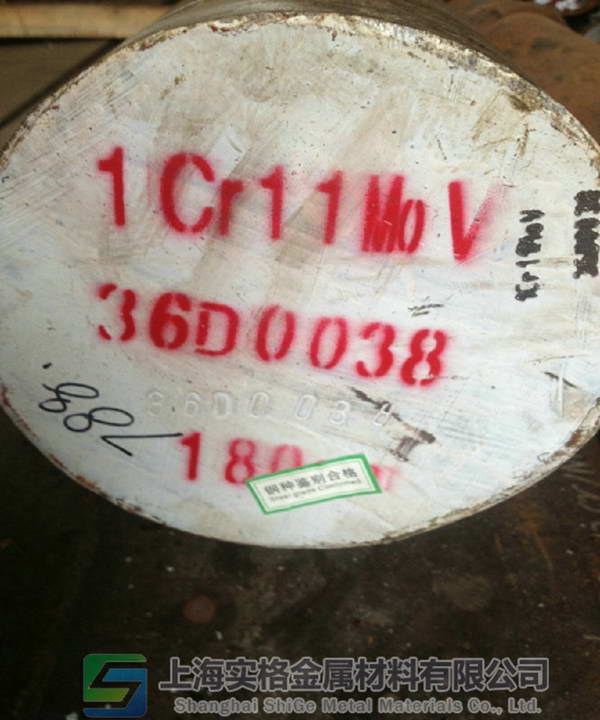 1Cr11MoV
36D0038
36D0038
188.
180
钢种鉴别合格
Steel grade Confirmed
上海实格金属材料有限公司
Shanghai ShiGe Metal Materials Co., Ltd.